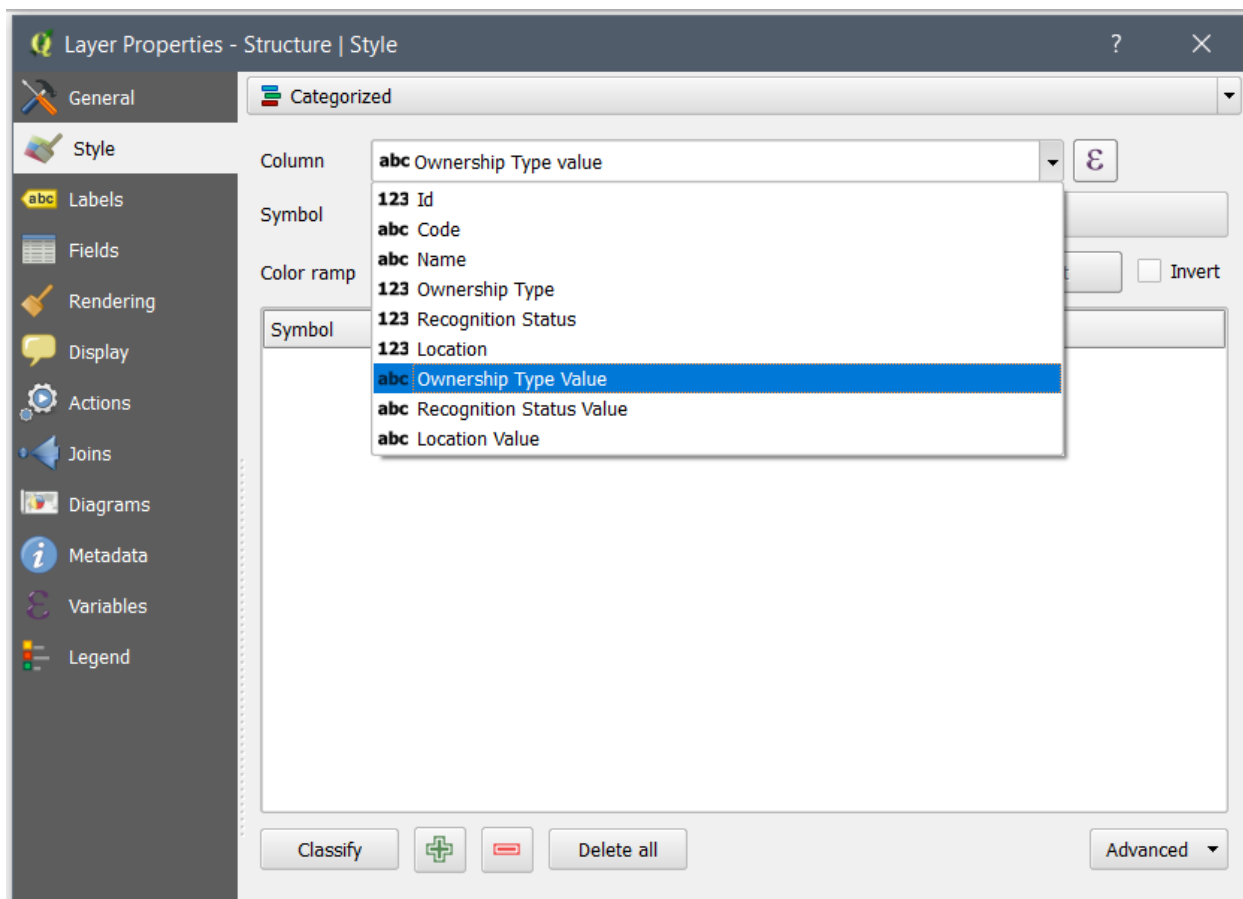 Layer Properties - Structure | Style ? ×
General
Style
abc Labels
Fields
Rendering
Display
Actions
Joins
Diagrams
Metadata
Variables
Legend
Categorized
Column abc Ownership Type value ε
123 Id
Symbol
abc Code
abc Name
Color ramp Invert
123 Ownership Type
123 Recognition Status
Symbol
123 Location
abc Ownership Type Value
abc Recognition Status Value
abc Location Value
Classify Delete all Advanced